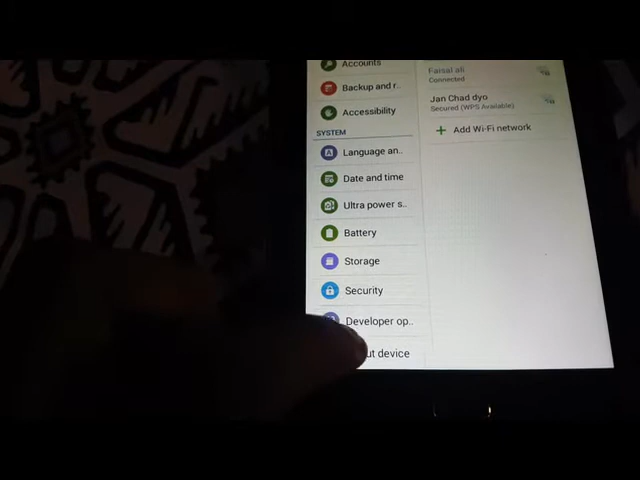 Accounts
Backup and r..
Accessibility
SYSTEM
Language an..
Date and time
Ultra power s..
Battery
Storage
Security
Developer op..
ut device
Faisal ali
Connected
Jan Chad dyo
Secured (WPS Available)
+ Add Wi-Fi network